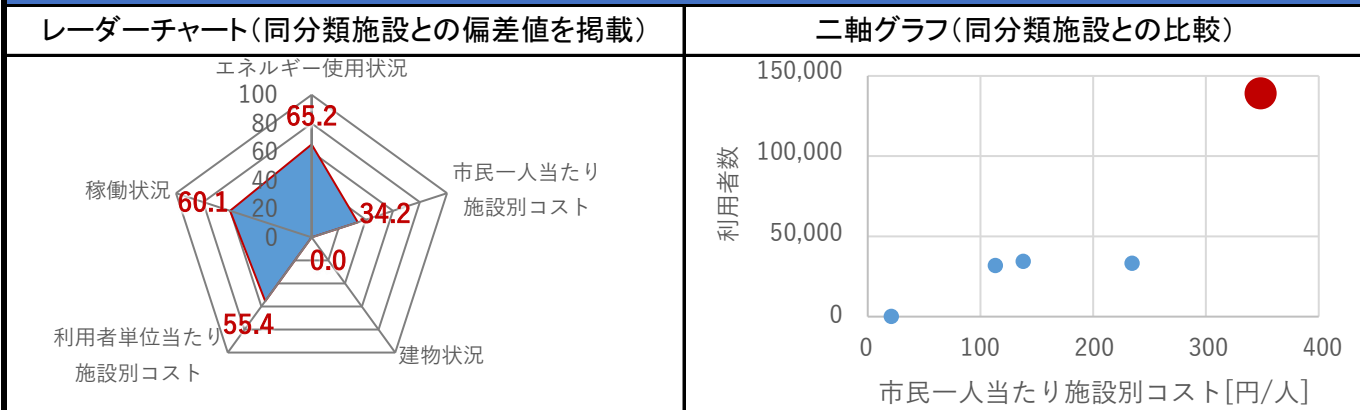 レーダーチャート(同分類施設との偏差値を掲載)
エネルギー使用状況
100
80
60
40
20
0
65.2
市民一人当たり
施設別コスト
34.2
稼働状況
60.1
0.0
55.4
利用者単位当たり
施設別コスト
建物状況
二軸グラフ(同分類施設との比較)
150,000
100,000
50,000
0
利用者数
0 100 200 300 400
市民一人当たり施設別コスト[円/人]